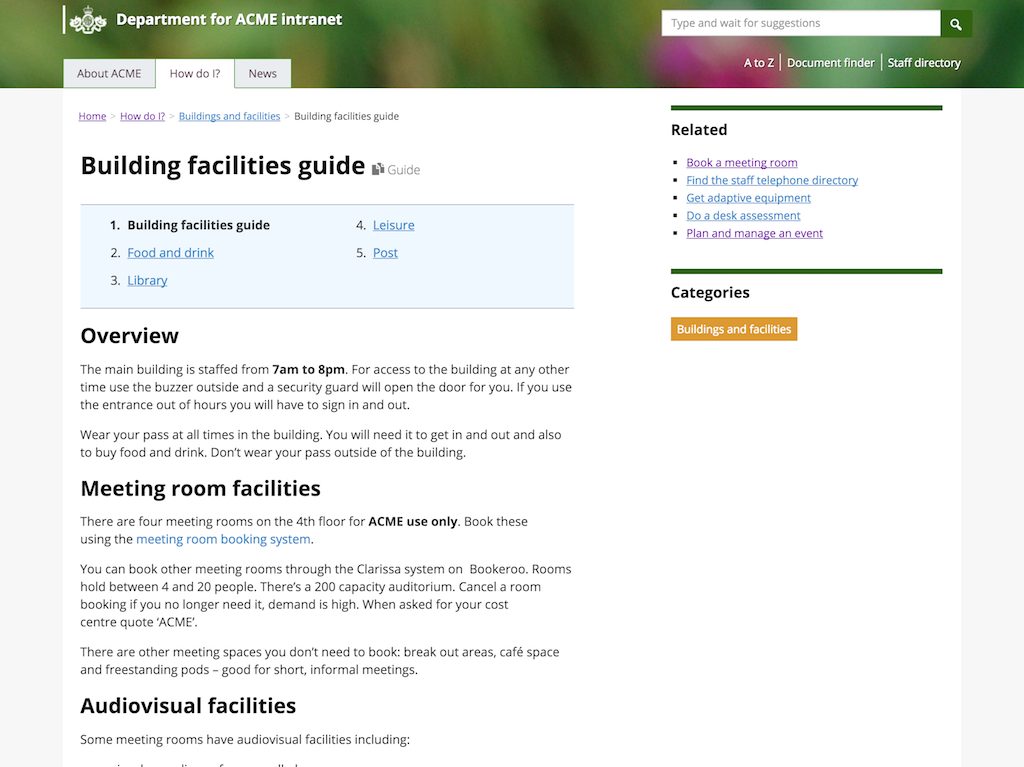 Department for ACME intranet
Type and wait for suggestions
About ACME
How do I?
News
A to Z
Document finder
Staff directory
Home > How do I? > Buildings and facilities > Building facilities guide
Building facilities guide Guide
1. Building facilities guide
2. Food and drink
3. Library
4. Leisure
5. Post
Overview
The main building is staffed from 7am to 8pm. For access to the building at any other
time use the buzzer outside and a security guard will open the door for you. If you use
the entrance out of hours you will have to sign in and out.
Wear your pass at all times in the building. You will need it to get in and out and also
to buy food and drink. Don’t wear your pass outside of the building.
Meeting room facilities
There are four meeting rooms on the 4th floor for ACME use only. Book these
using the meeting room booking system.
You can book other meeting rooms through the Clarissa system on  Bookeroo. Rooms
hold between 4 and 20 people. There’s a 200 capacity auditorium. Cancel a room
booking if you no longer need it, demand is high. When asked for your cost
centre quote ‘ACME’.
There are other meeting spaces you don’t need to book: break out areas, café space
and freestanding pods – good for short, informal meetings.
Audiovisual facilities
Some meeting rooms have audiovisual facilities including:
Related
Book a meeting room
Find the staff telephone directory
Get adaptive equipment
Do a desk assessment
Plan and manage an event
Categories
Buildings and facilities